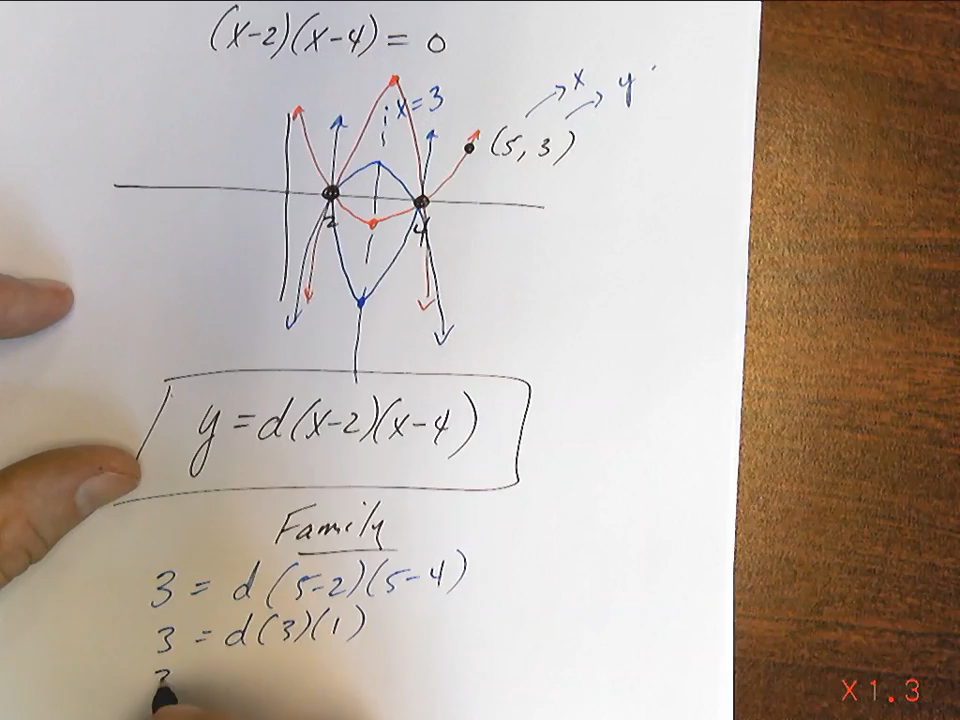 (x-2)(x-4) = 0
x
y
x = 3
(5, 3)
2
4
y = d(x-2)(x-4)
Family
3 = d(5-2)(5-4)
3 = d(3)(1)
3
X1.3